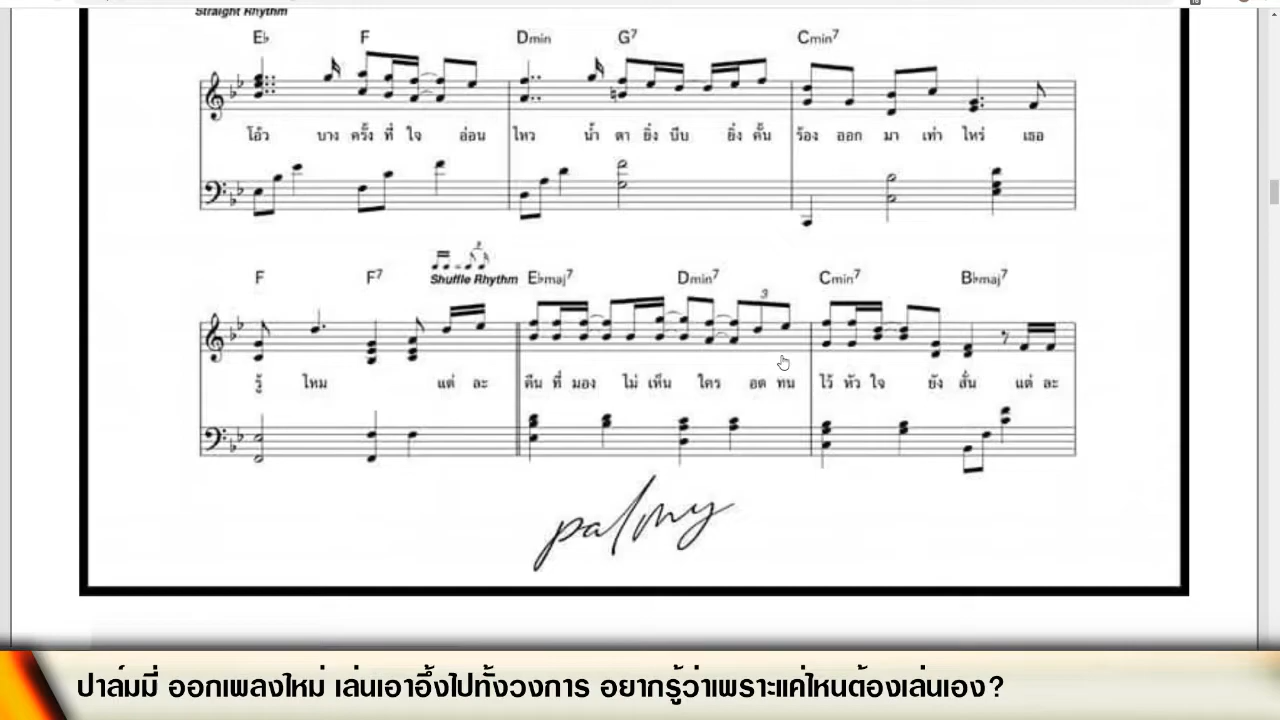 Straight Rhythm
E♭ F Dmin G7 Cmin7
โอ๊ว บาง ครั้ง ที่ ใจ อ่อน ไหว น้ำ ตา ยิ่ง บีบ ยิ่ง คั้น ร้อง ออก มา เท่า ไหร่ เธอ
3
F F7 Shuffle Rhythm E♭maj7 Dmin7 Cmin7 B♭maj7
3
รู้ ไหม แต่ ละ คืน ที่ มอง ไม่ เห็น ใคร อด ทน ไว้ หัว ใจ ยัง สั่น แต่ ละ
palmy
ปาล์มมี่ ออกเพลงใหม่ เล่นเอาอึ้งไปทั้งวงการ อยากรู้ว่าเพราะแค่ไหนต้องเล่นเอง?